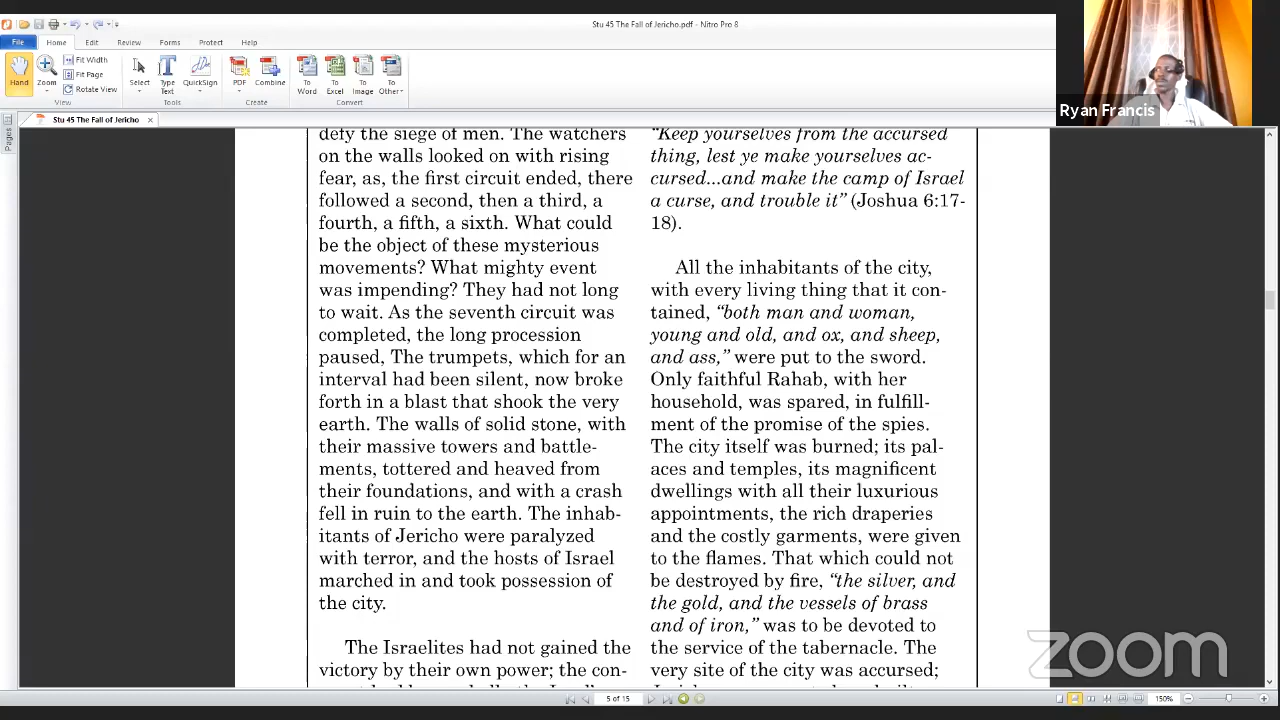 Stu 45 The Fall of Jericho.pdf - Nitro Pro 8
File Home Edit Review Forms Protect Help
Hand
Zoom
Fit Width
Fit Page
Rotate View
View
Select
Type Text
QuickSign
Tools
PDF
Combine
Create
To Word
To Excel
To Image
To Other
Convert
Ryan Francis
Pages
Stu 45 The Fall of Jericho
defy the siege of men. The watchers
on the walls looked on with rising
fear, as, the first circuit ended, there
followed a second, then a third, a
fourth, a fifth, a sixth. What could
be the object of these mysterious
movements? What mighty event
was impending? They had not long
to wait. As the seventh circuit was
completed, the long procession
paused, The trumpets, which for an
interval had been silent, now broke
forth in a blast that shook the very
earth. The walls of solid stone, with
their massive towers and battle-
ments, tottered and heaved from
their foundations, and with a crash
fell in ruin to the earth. The inhab-
itants of Jericho were paralyzed
with terror, and the hosts of Israel
marched in and took possession of
the city.
The Israelites had not gained the
victory by their own power; the con-
“Keep yourselves from the accursed
thing, lest ye make yourselves ac-
cursed...and make the camp of Israel
a curse, and trouble it” (Joshua 6:17-
18).
All the inhabitants of the city,
with every living thing that it con-
tained, “both man and woman,
young and old, and ox, and sheep,
and ass,” were put to the sword.
Only faithful Rahab, with her
household, was spared, in fulfill-
ment of the promise of the spies.
The city itself was burned; its pal-
aces and temples, its magnificent
dwellings with all their luxurious
appointments, the rich draperies
and the costly garments, were given
to the flames. That which could not
be destroyed by fire, “the silver, and
the gold, and the vessels of brass
and of iron,” was to be devoted to
the service of the tabernacle. The
very site of the city was accursed;
zoom
5 of 15
150%